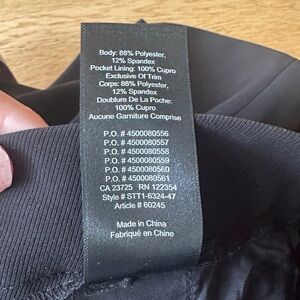 Body: 88% Polyester,
12% Spandex
Pocket Lining: 100% Cupro
Exclusive Of Trim
Corps: 88% Polyester,
12% Spandex
Doublure De La Poche:
100% Cupro
Aucune Garniture Comprise
P.O. # 4500080556
P.O. # 4500080557
P.O. # 4500080558
P.O. # 4500080559
P.O. # 4500080560
P.O. # 4500080561
CA 23725 RN 122354
Style # STT1-6324-47
Article # 60245
Made in China
Fabriqué en Chine